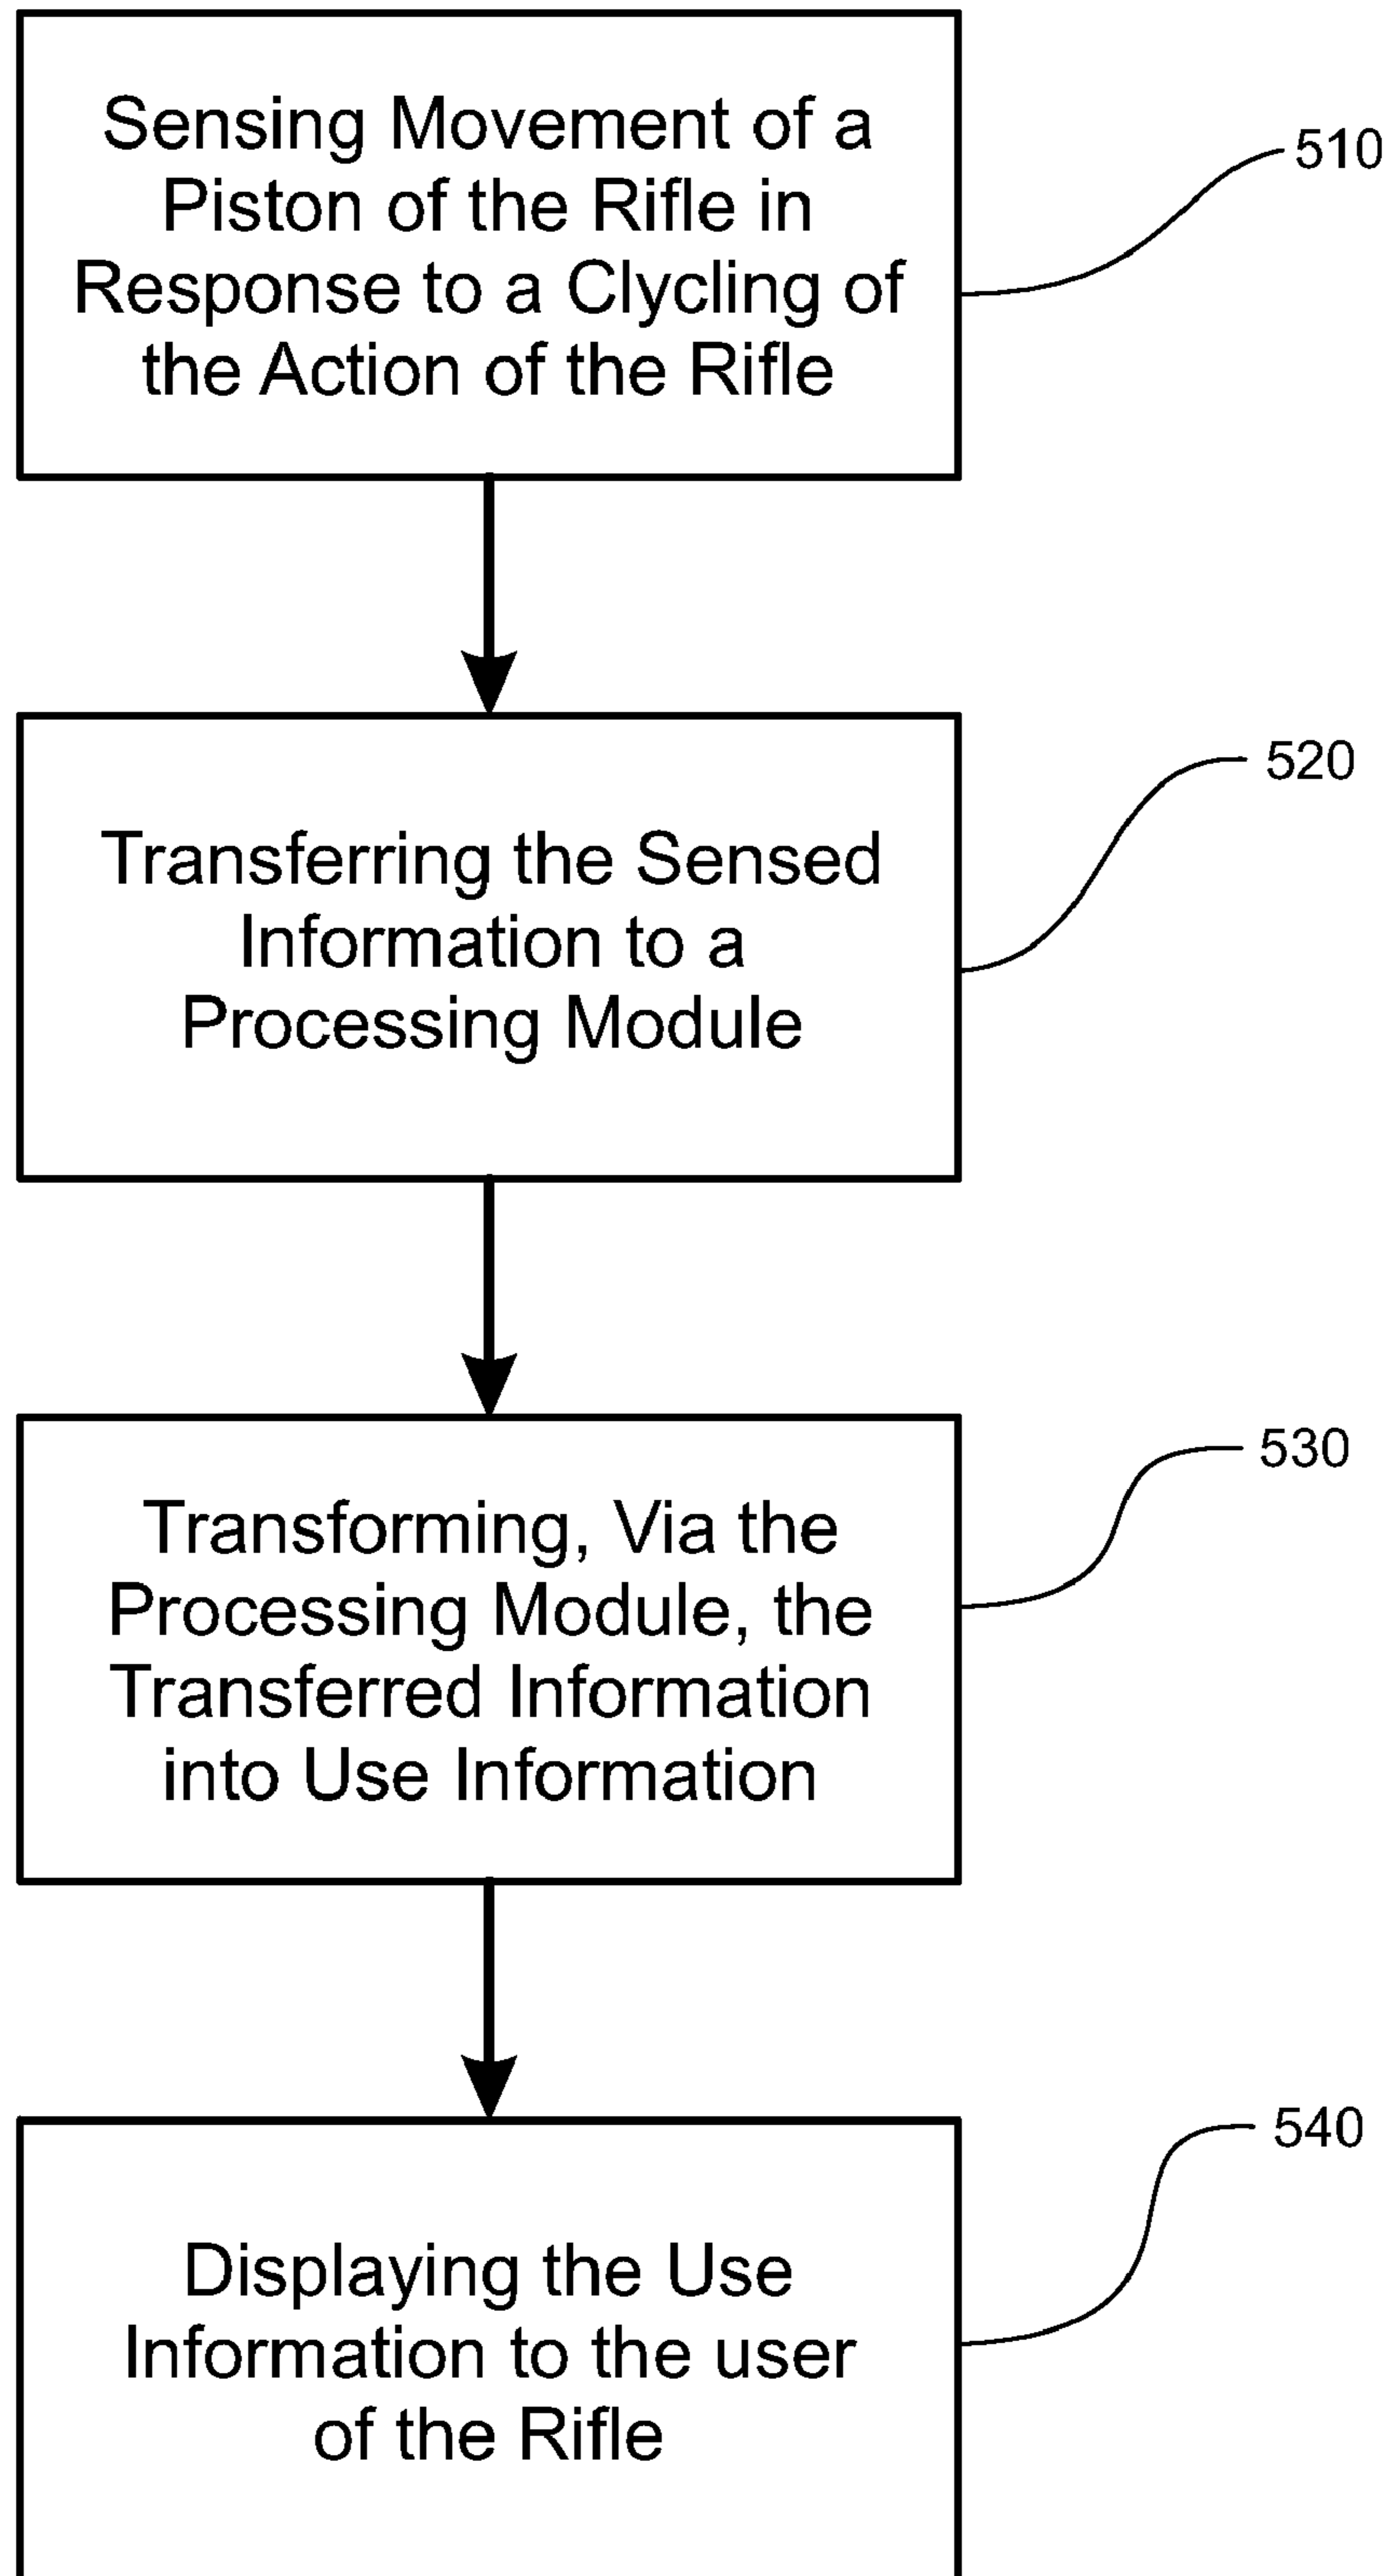 Sensing Movement of a
Piston of the Rifle in
Response to a Clycling of
the Action of the Rifle
510
Transferring the Sensed
Information to a
Processing Module
520
Transforming, Via the
Processing Module, the
Transferred Information
into Use Information
530
Displaying the Use
Information to the user
of the Rifle
540